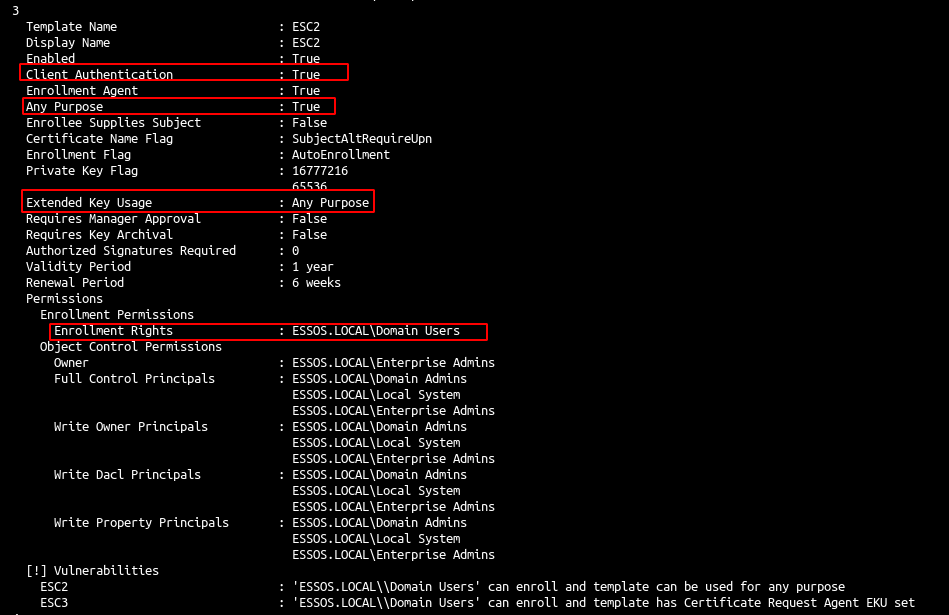 3
Template Name : ESC2
Display Name : ESC2
Enabled : True
Client Authentication : True
Enrollment Agent : True
Any Purpose : True
Enrollee Supplies Subject : False
Certificate Name Flag : SubjectAltRequireUpn
Enrollment Flag : AutoEnrollment
Private Key Flag : 16777216
65536
Extended Key Usage : Any Purpose
Requires Manager Approval : False
Requires Key Archival : False
Authorized Signatures Required : 0
Validity Period : 1 year
Renewal Period : 6 weeks
Permissions
Enrollment Permissions
Enrollment Rights : ESSOS.LOCAL\Domain Users
Object Control Permissions
Owner : ESSOS.LOCAL\Enterprise Admins
Full Control Principals : ESSOS.LOCAL\Domain Admins
ESSOS.LOCAL\Local System
ESSOS.LOCAL\Enterprise Admins
Write Owner Principals : ESSOS.LOCAL\Domain Admins
ESSOS.LOCAL\Local System
ESSOS.LOCAL\Enterprise Admins
Write Dacl Principals : ESSOS.LOCAL\Domain Admins
ESSOS.LOCAL\Local System
ESSOS.LOCAL\Enterprise Admins
Write Property Principals : ESSOS.LOCAL\Domain Admins
ESSOS.LOCAL\Local System
ESSOS.LOCAL\Enterprise Admins
[!] Vulnerabilities
ESC2 : 'ESSOS.LOCAL\\Domain Users' can enroll and template can be used for any purpose
ESC3 : 'ESSOS.LOCAL\\Domain Users' can enroll and template has Certificate Request Agent EKU set